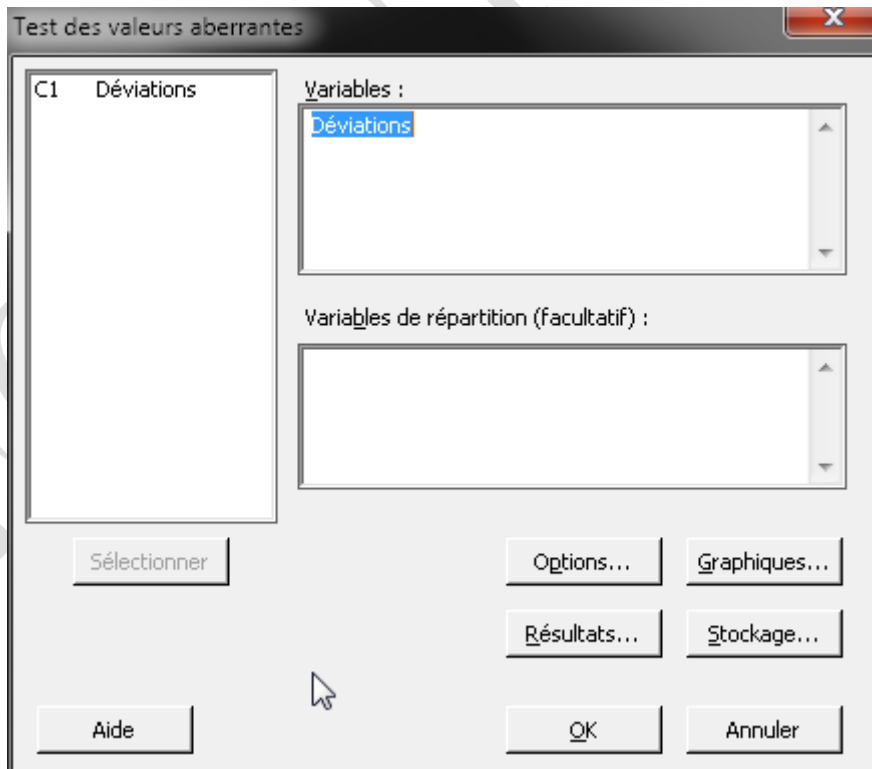 Test des valeurs aberrantes
C1 Déviations
Variables :
Déviations
Variables de répartition (facultatif) :
Sélectionner
Options...
Graphiques...
Résultats...
Stockage...
Aide
OK
Annuler